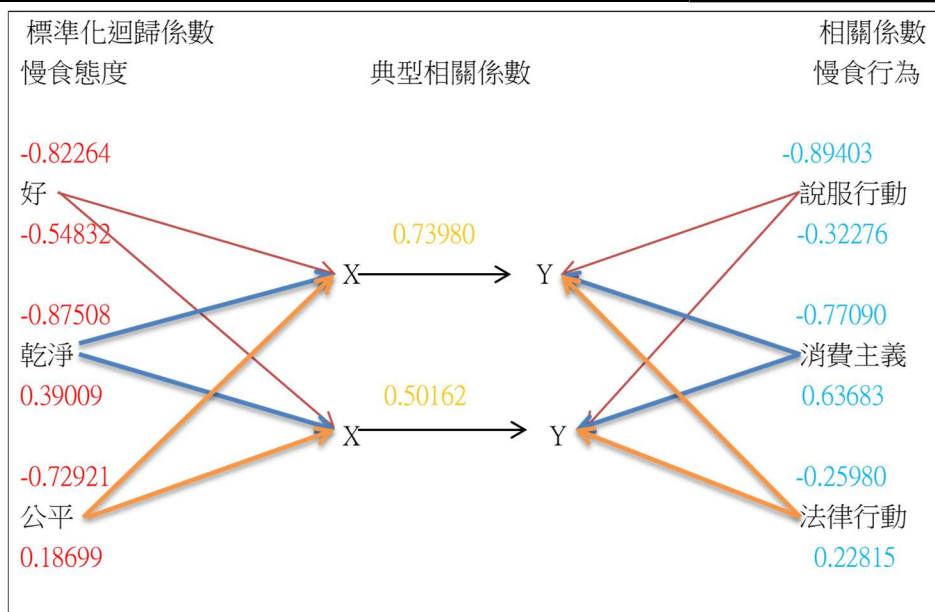 標準化迴歸係數
相關係數
慢食態度
典型相關係數
慢食行為
-0.82264
-0.89403
好
說服行動
-0.54832
0.73980
-0.32276
X
Y
-0.87508
-0.77090
乾淨
消費主義
0.39009
0.50162
0.63683
X
Y
-0.72921
-0.25980
公平
法律行動
0.18699
0.22815